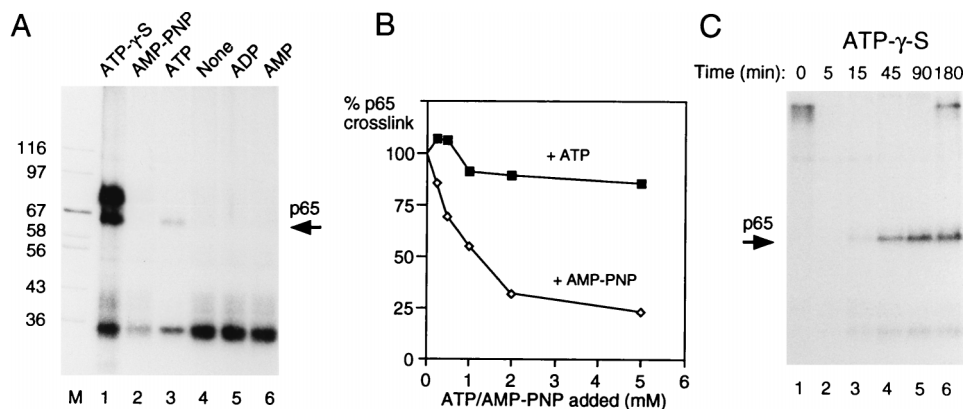 A
ATP-γ-S
AMP-PNP
ATP
None
ADP
AMP
116
97
67
58
56
43
36
p65
M 1 2 3 4 5 6
B
% p65
crosslink
100
75
50
25
0
+ ATP
+ AMP-PNP
0 1 2 3 4 5 6
ATP/AMP-PNP added (mM)
C
ATP-γ-S
Time (min): 0 5 15 45 90 180
p65
1 2 3 4 5 6